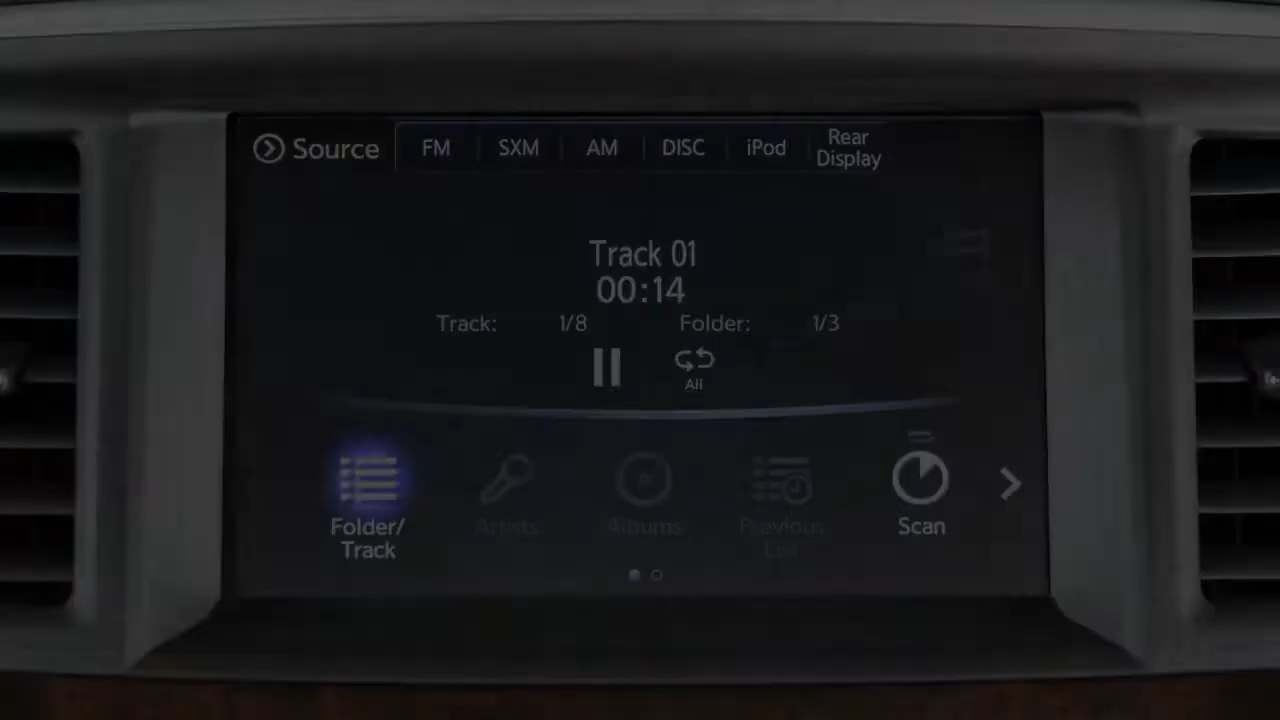 Source
FM
SXM
AM
DISC
iPod
Rear
Display
Track 01
00:14
Track: 1/8 Folder: 1/3
All
Folder/
Track
Artists
Albums
Previous
List
Scan